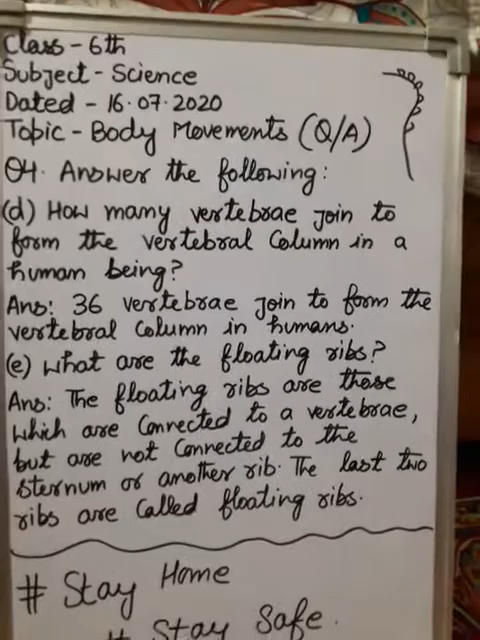 Class - 6th
Subject - Science
Dated - 16.07.2020
Topic - Body Movements (Q/A)
Q4. Answer the following:
(d) How many vertebrae join to
form the vertebral column in a
human being?
Ans: 36 vertebrae join to form the
vertebral column in humans.
(e) What are the floating ribs?
Ans: The floating ribs are those
which are connected to a vertebrae,
but are not connected to the
sternum or another rib. The last two
ribs are called floating ribs.
# Stay Home
# Stay Safe.